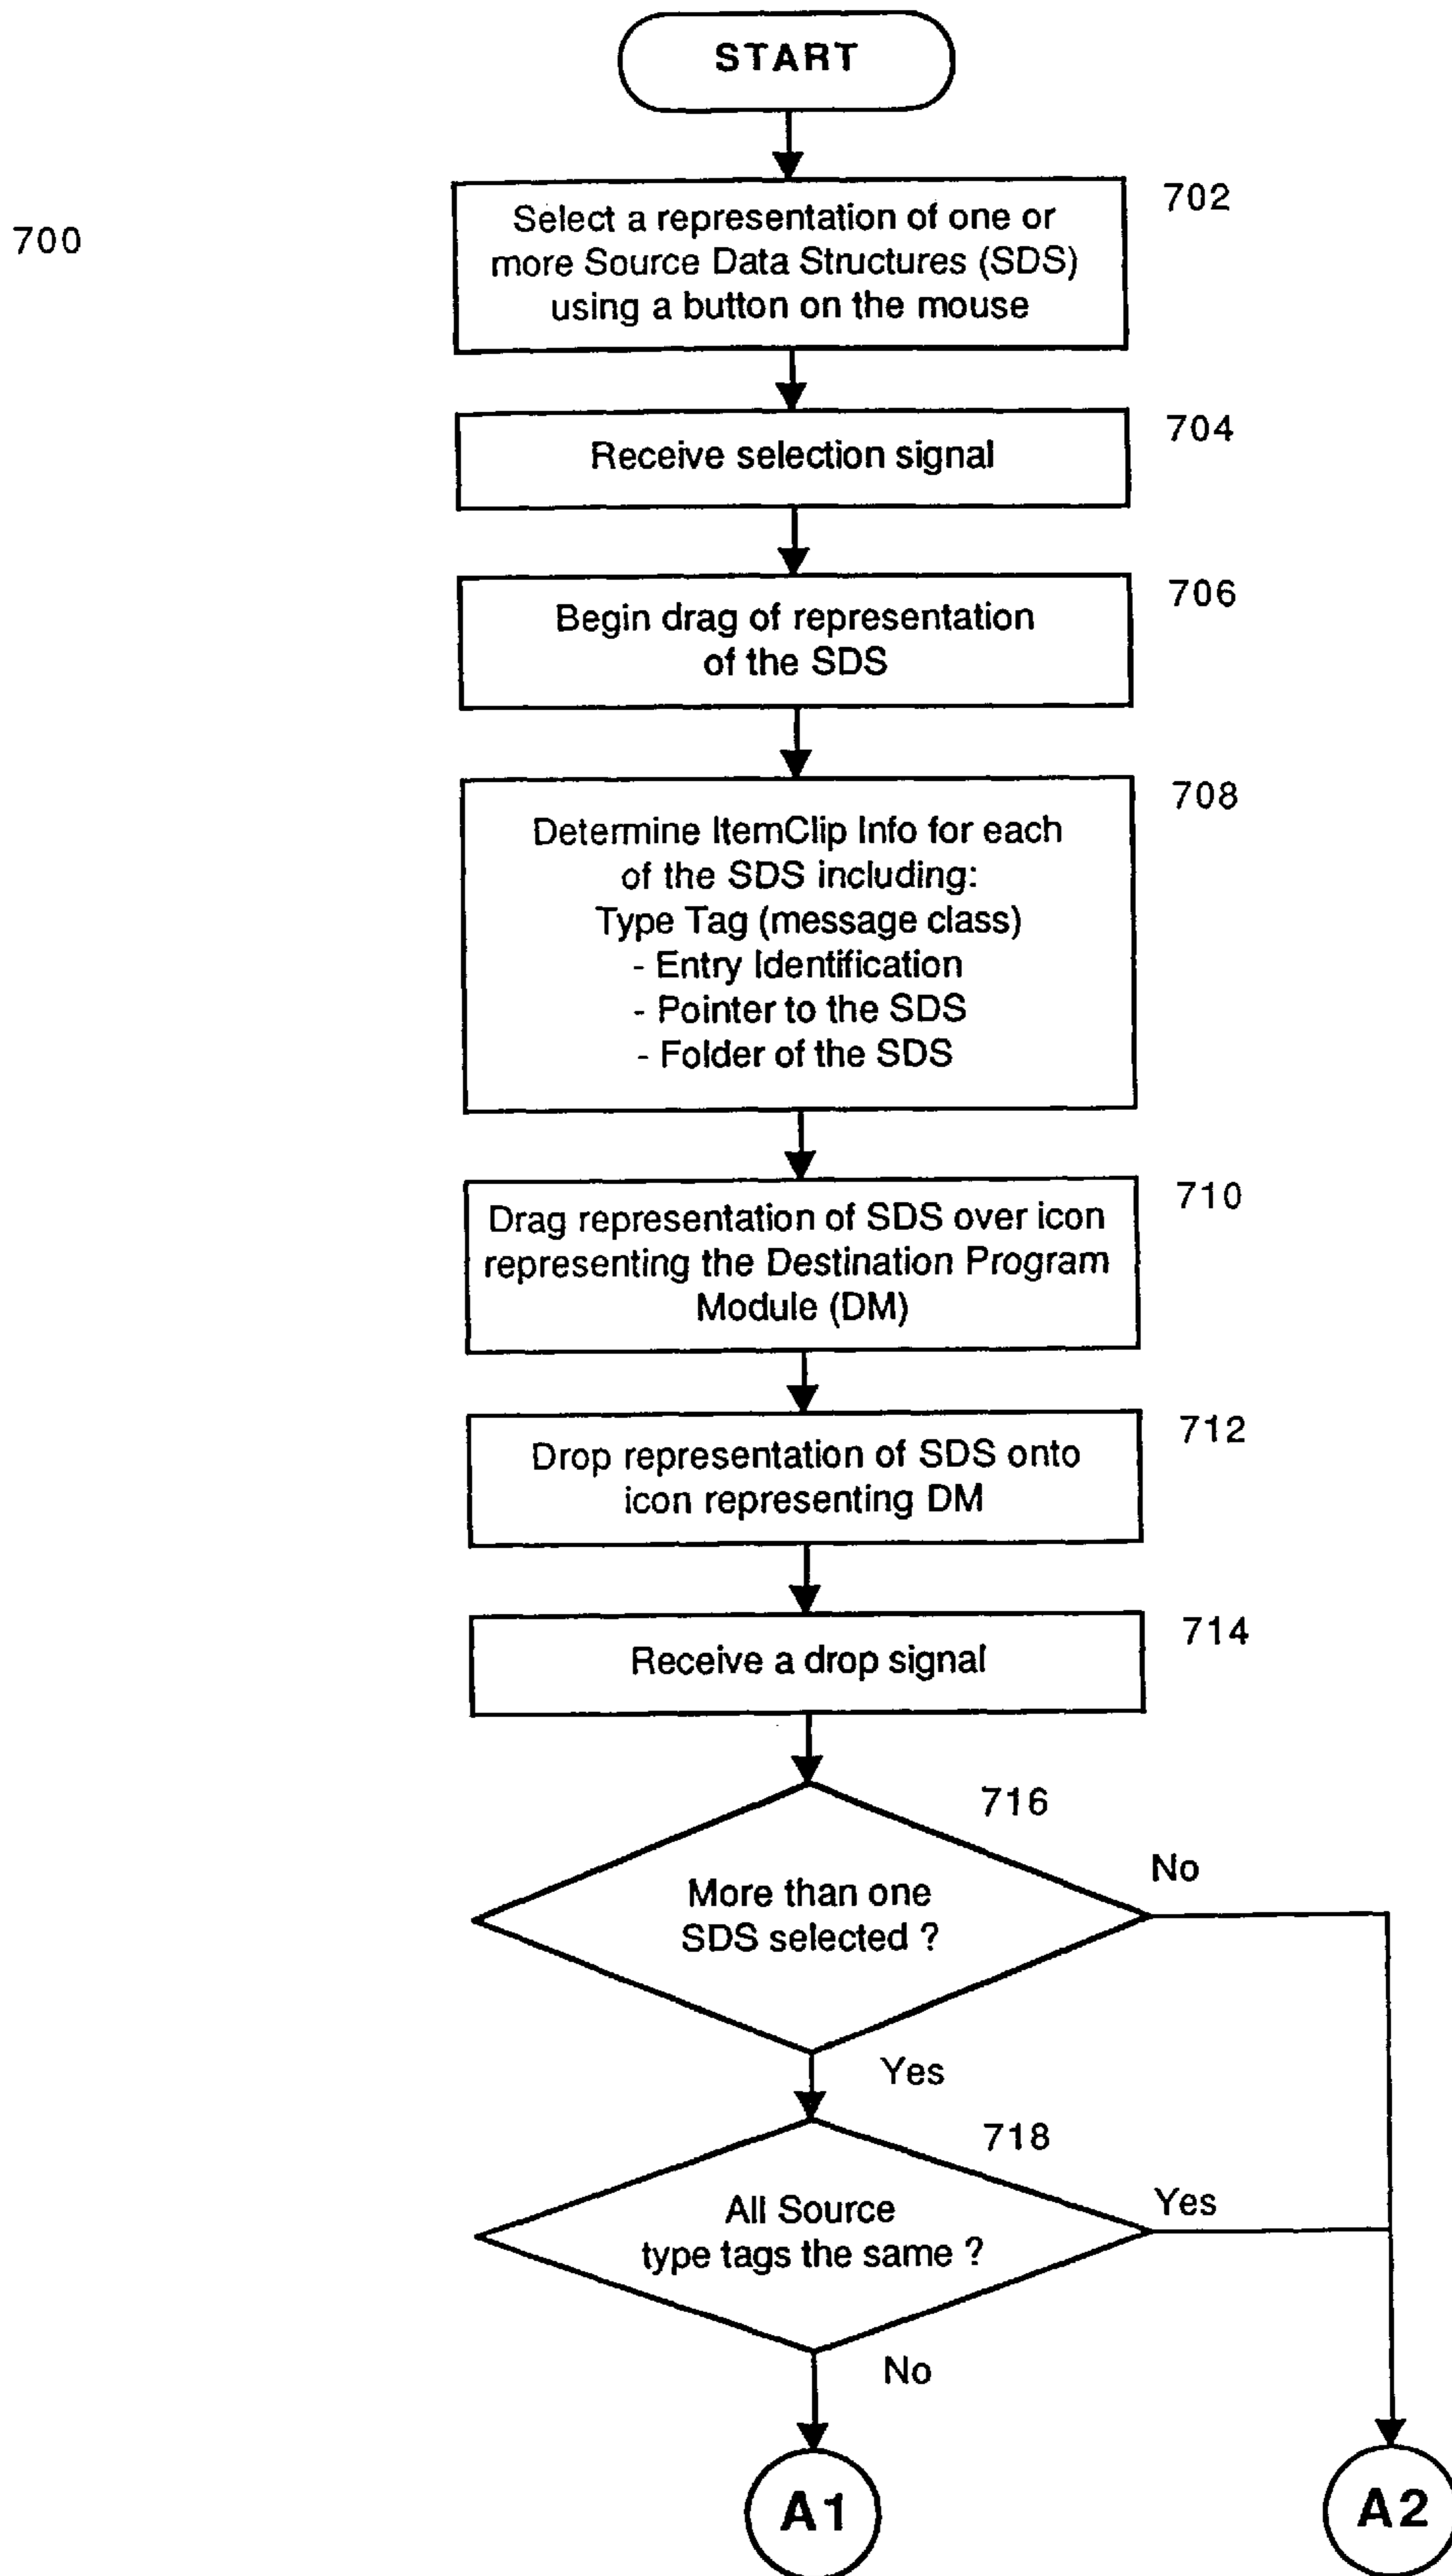 START
700
702
Select a representation of one or
more Source Data Structures (SDS)
using a button on the mouse
704
Receive selection signal
706
Begin drag of representation
of the SDS
708
Determine ItemClip Info for each
of the SDS including:
Type Tag (message class)
- Entry Identification
- Pointer to the SDS
- Folder of the SDS
710
Drag representation of SDS over icon
representing the Destination Program
Module (DM)
712
Drop representation of SDS onto
icon representing DM
714
Receive a drop signal
716
More than one
SDS selected ?
No
Yes
718
All Source
type tags the same ?
Yes
No
A1
A2